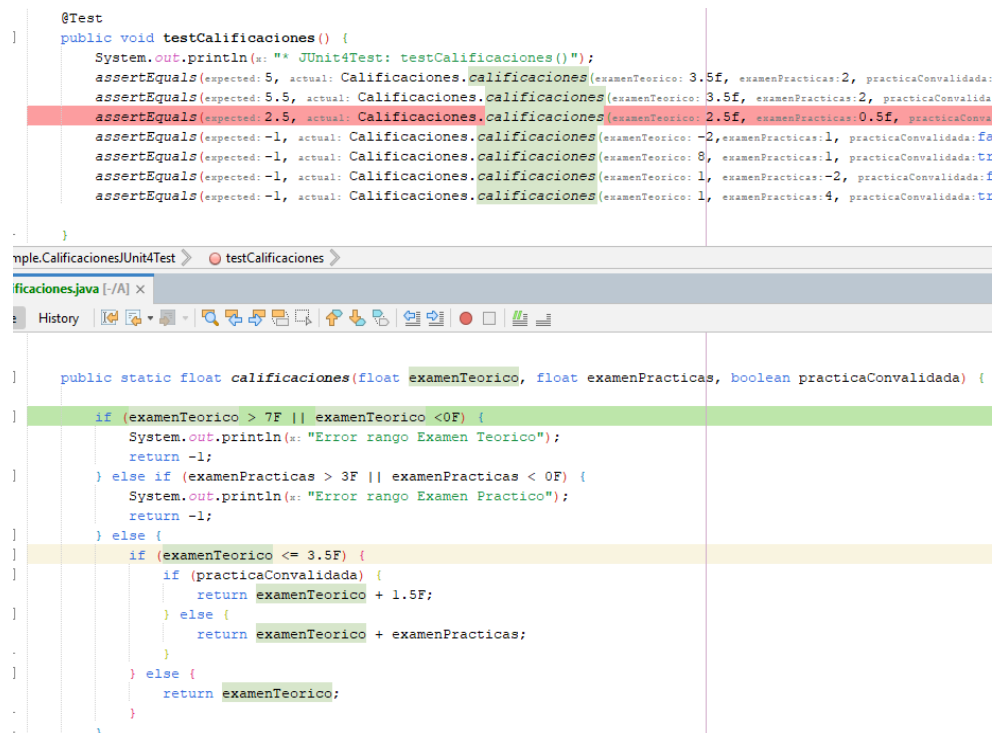 @Test
public void testCalificaciones() {
System.out.println(x: "* JUnit4Test: testCalificaciones()");
assertEquals(expected: 5, actual: Calificaciones.calificaciones(examenTeorico: 3.5f, examenPracticas:2, practicaConvalidada:
assertEquals(expected: 5.5, actual: Calificaciones.calificaciones(examenTeorico: 3.5f, examenPracticas:2, practicaConvalida
assertEquals(expected: 2.5, actual: Calificaciones.calificaciones(examenTeorico: 2.5f, examenPracticas:0.5f, practicaConva
assertEquals(expected: -1, actual: Calificaciones.calificaciones(examenTeorico: -2,examenPracticas:1, practicaConvalidada:fa
assertEquals(expected: -1, actual: Calificaciones.calificaciones(examenTeorico: 8, examenPracticas:1, practicaConvalidada:tr
assertEquals(expected: -1, actual: Calificaciones.calificaciones(examenTeorico: 1, examenPracticas:-2, practicaConvalidada:f
assertEquals(expected: -1, actual: Calificaciones.calificaciones(examenTeorico: 1, examenPracticas:4, practicaConvalidada:tr
}
mple.CalificacionesJUnit4Test testCalificaciones
ificaciones.java [-/A] ×
e History
public static float calificaciones(float examenTeorico, float examenPracticas, boolean practicaConvalidada) {
if (examenTeorico > 7F || examenTeorico <0F) {
System.out.println(x: "Error rango Examen Teorico");
return -1;
} else if (examenPracticas > 3F || examenPracticas < 0F) {
System.out.println(x: "Error rango Examen Practico");
return -1;
} else {
if (examenTeorico <= 3.5F) {
if (practicaConvalidada) {
return examenTeorico + 1.5F;
} else {
return examenTeorico + examenPracticas;
}
} else {
return examenTeorico;
}
}